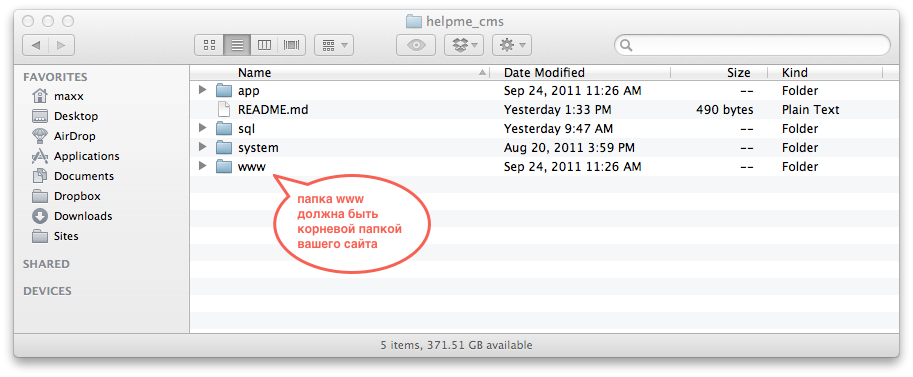 helpme_cms
FAVORITES
maxx
Desktop
AirDrop
Applications
Documents
Dropbox
Downloads
Sites
SHARED
DEVICES
Name Date Modified Size Kind
app Sep 24, 2011 11:26 AM -- Folder
README.md Yesterday 1:33 PM 490 bytes Plain Text
sql Yesterday 9:47 AM -- Folder
system Aug 20, 2011 3:59 PM -- Folder
www Sep 24, 2011 11:26 AM -- Folder
папка www
должна быть
корневой папкой
вашего сайта
5 items, 371.51 GB available